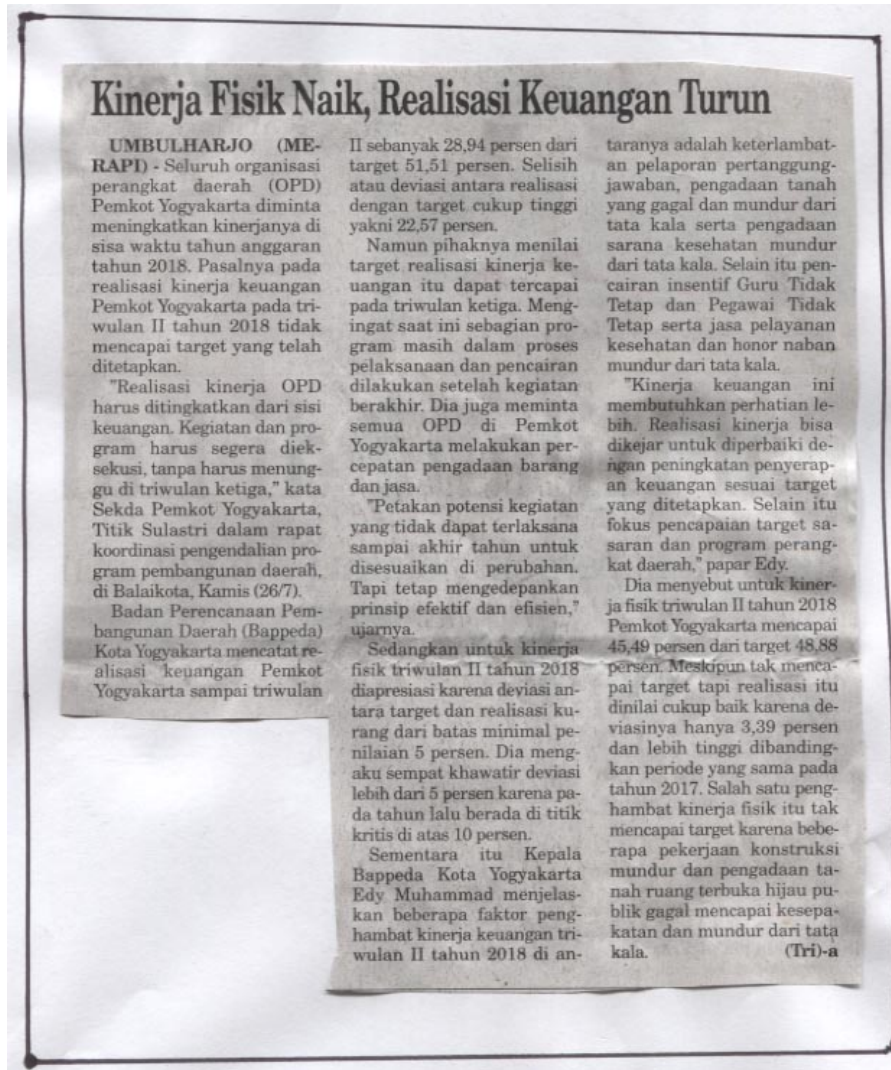 Kinerja Fisik Naik, Realisasi Keuangan Turun
UMBULHARJO (ME-
RAPI) - Seluruh organisasi
perangkat daerah (OPD)
Pemkot Yogyakarta diminta
meningkatkan kinerjanya di
sisa waktu tahun anggaran
tahun 2018. Pasalnya pada
realisasi kinerja keuangan
Pemkot Yogyakarta pada tri-
wulan II tahun 2018 tidak
mencapai target yang telah
ditetapkan.
"Realisasi kinerja OPD
harus ditingkatkan dari sisi
keuangan. Kegiatan dan pro-
gram harus segera diek-
sekusi, tanpa harus menung-
gu di triwulan ketiga," kata
Sekda Pemkot Yogyakarta,
Titik Sulastri dalam rapat
koordinasi pengendalian pro-
gram pembangunan daerah,
di Balaikota, Kamis (26/7).
Badan Perencanaan Pem-
bangunan Daerah (Bappeda)
Kota Yogyakarta mencatat re-
alisasi keuangan Pemkot
Yogyakarta sampai triwulan
II sebanyak 28,94 persen dari
target 51,51 persen. Selisih
atau deviasi antara realisasi
dengan target cukup tinggi
yakni 22,57 persen.
Namun pihaknya menilai
target realisasi kinerja ke-
uangan itu dapat tercapai
pada triwulan ketiga. Meng-
ingat saat ini sebagian pro-
gram masih dalam proses
pelaksanaan dan pencairan
dilakukan setelah kegiatan
berakhir. Dia juga meminta
semua OPD di Pemkot
Yogyakarta melakukan per-
cepatan pengadaan barang
dan jasa.
"Petakan potensi kegiatan
yang tidak dapat terlaksana
sampai akhir tahun untuk
disesuaikan di perubahan.
Tapi tetap mengedepankan
prinsip efektif dan efisien,"
ujarnya.
Sedangkan untuk kinerja
fisik triwulan II tahun 2018
diapresiasi karena deviasi an-
tara target dan realisasi ku-
rang dari batas minimal pe-
nilaian 5 persen. Dia meng-
aku sempat khawatir deviasi
lebih dari 5 persen karena pa-
da tahun lalu berada di titik
kritis di atas 10 persen.
Sementara itu Kepala
Bappeda Kota Yogyakarta
Edy Muhammad menjelas-
kan beberapa faktor peng-
hambat kinerja keuangan tri-
wulan II tahun 2018 di an-
taranya adalah keterlambat-
an pelaporan pertanggung-
jawaban, pengadaan tanah
yang gagal dan mundur dari
tata kala serta pengadaan
sarana kesehatan mundur
dari tata kala. Selain itu pen-
cairan insentif Guru Tidak
Tetap dan Pegawai Tidak
Tetap serta jasa pelayanan
kesehatan dan honor naban
mundur dari tata kala.
"Kinerja keuangan ini
membutuhkan perhatian le-
bih. Realisasi kinerja bisa
dikejar untuk diperbaiki de-
ngan peningkatan penyerap-
an keuangan sesuai target
yang ditetapkan. Selain itu
fokus pencapaian target sa-
saran dan program perang-
kat daerah," papar Edy.
Dia menyebut untuk kiner-
ja fisik triwulan II tahun 2018
Pemkot Yogyakarta mencapai
45,49 persen dari target 48,88
persen. Meskipun tak menca-
pai target tapi realisasi itu
dinilai cukup baik karena de-
viasinya hanya 3,39 persen
dan lebih tinggi dibanding-
kan periode yang sama pada
tahun 2017. Salah satu peng-
hambat kinerja fisik itu tak
mencapai target karena bebe-
rapa pekerjaan konstruksi
mundur dan pengadaan ta-
nah ruang terbuka hijau pu-
blik gagal mencapai kesepa-
katan dan mundur dari tata
kala. (Tri)-a